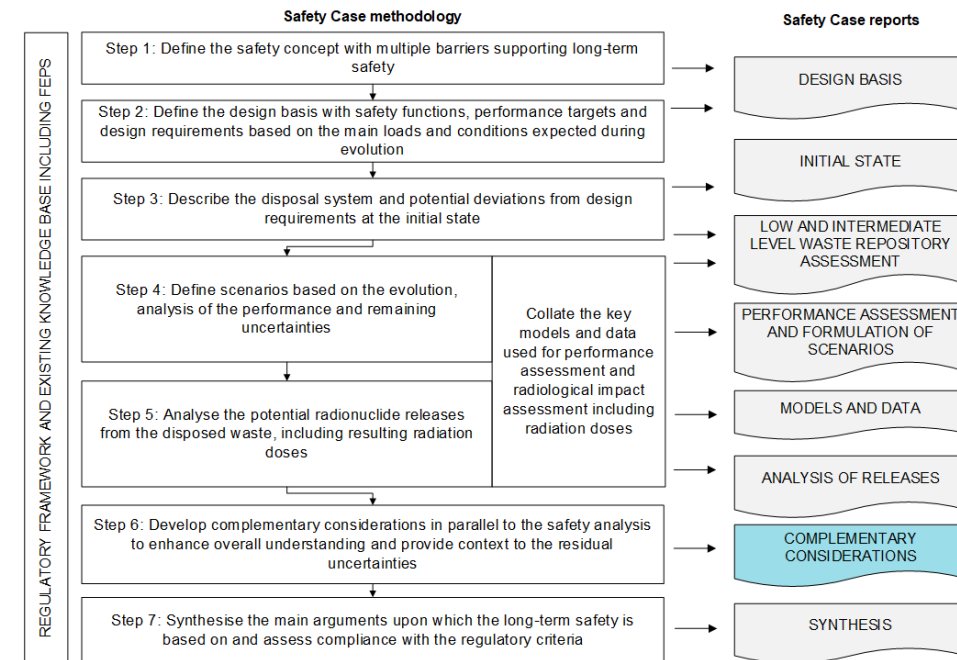 Safety Case methodology
Safety Case reports
REGULATORY FRAMEWORK AND EXISTING KNOWLEDGE BASE INCLUDING FEPS
Step 1: Define the safety concept with multiple barriers supporting long-term
safety
Step 2: Define the design basis with safety functions, performance targets and
design requirements based on the main loads and conditions expected during
evolution
Step 3: Describe the disposal system and potential deviations from design
requirements at the initial state
Step 4: Define scenarios based on the evolution,
analysis of the performance and remaining
uncertainties
Step 5: Analyse the potential radionuclide releases
from the disposed waste, including resulting radiation
doses
Collate the key
models and data
used for performance
assessment and
radiological impact
assessment including
radiation doses
Step 6: Develop complementary considerations in parallel to the safety analysis
to enhance overall understanding and provide context to the residual
uncertainties
Step 7: Synthesise the main arguments upon which the long-term safety is
based on and assess compliance with the regulatory criteria
DESIGN BASIS
INITIAL STATE
LOW AND INTERMEDIATE
LEVEL WASTE REPOSITORY
ASSESSMENT
PERFORMANCE ASSESSMENT
AND FORMULATION OF
SCENARIOS
MODELS AND DATA
ANALYSIS OF RELEASES
COMPLEMENTARY
CONSIDERATIONS
SYNTHESIS